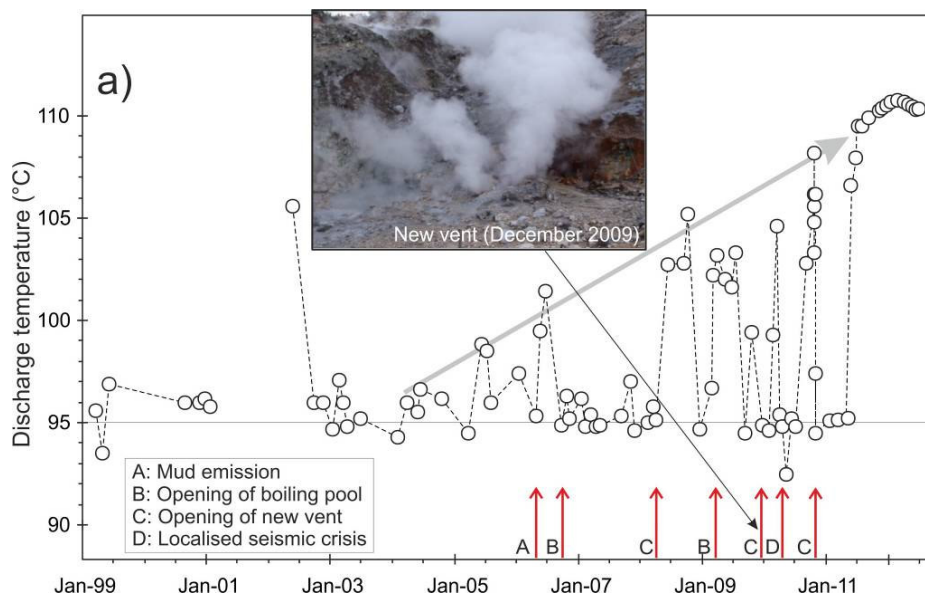 a)
New vent (December 2009)
Discharge temperature (°C)
110
105
100
95
90
A: Mud emission
B: Opening of boiling pool
C: Opening of new vent
D: Localised seismic crisis
A B C B C D C
Jan-99 Jan-01 Jan-03 Jan-05 Jan-07 Jan-09 Jan-11